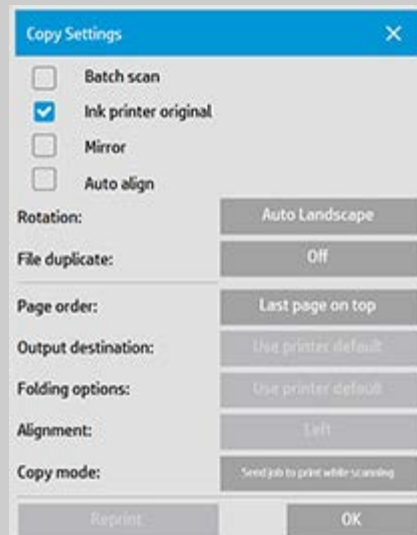 Copy Settings
Batch scan
Ink printer original
Mirror
Auto align
Rotation: Auto Landscape
File duplicate: Off
Page order: Last page on top
Output destination: Use printer default
Folding options: Use printer default
Alignment: Left
Copy mode: Send job to print while scanning
Reprint OK